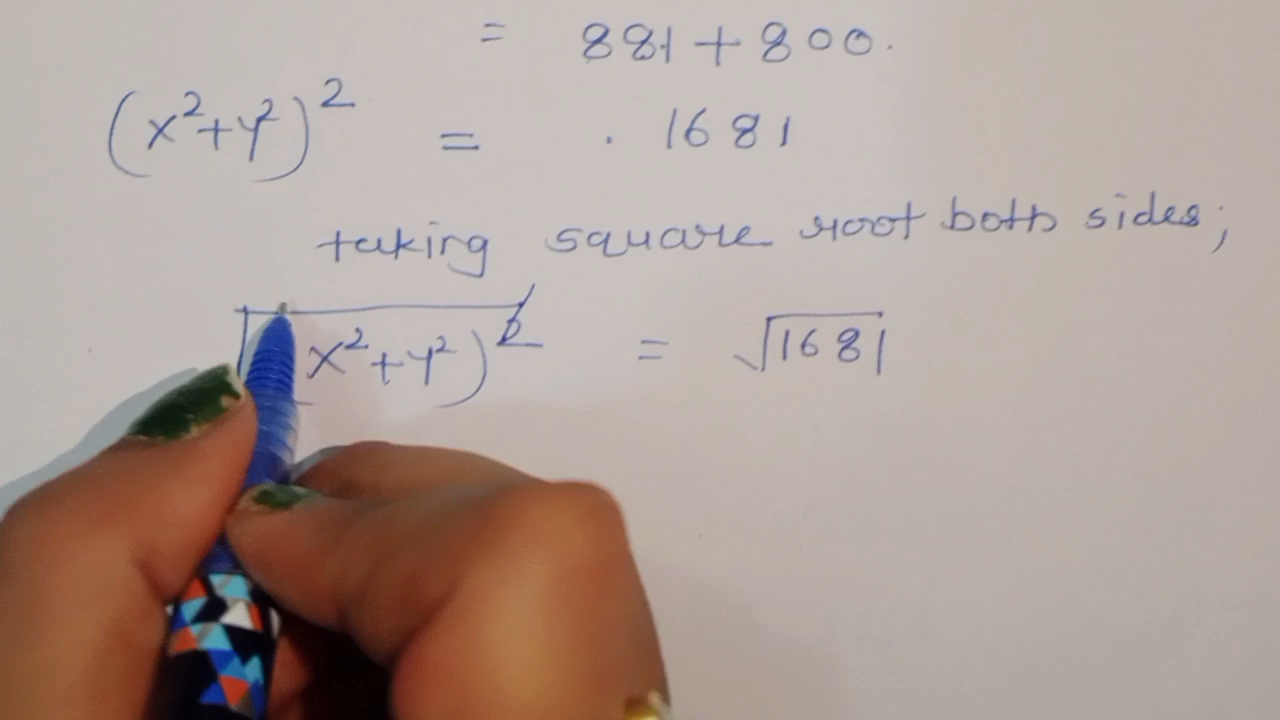 = 881 + 800.
(x²+y²)² = . 1681
taking square root both sides;
√(x²+y²)² = √1681